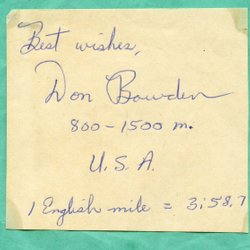 Best wishes,
Don Bowden
800-1500 m.
U.S.A.
1 English mile = 3:58.7